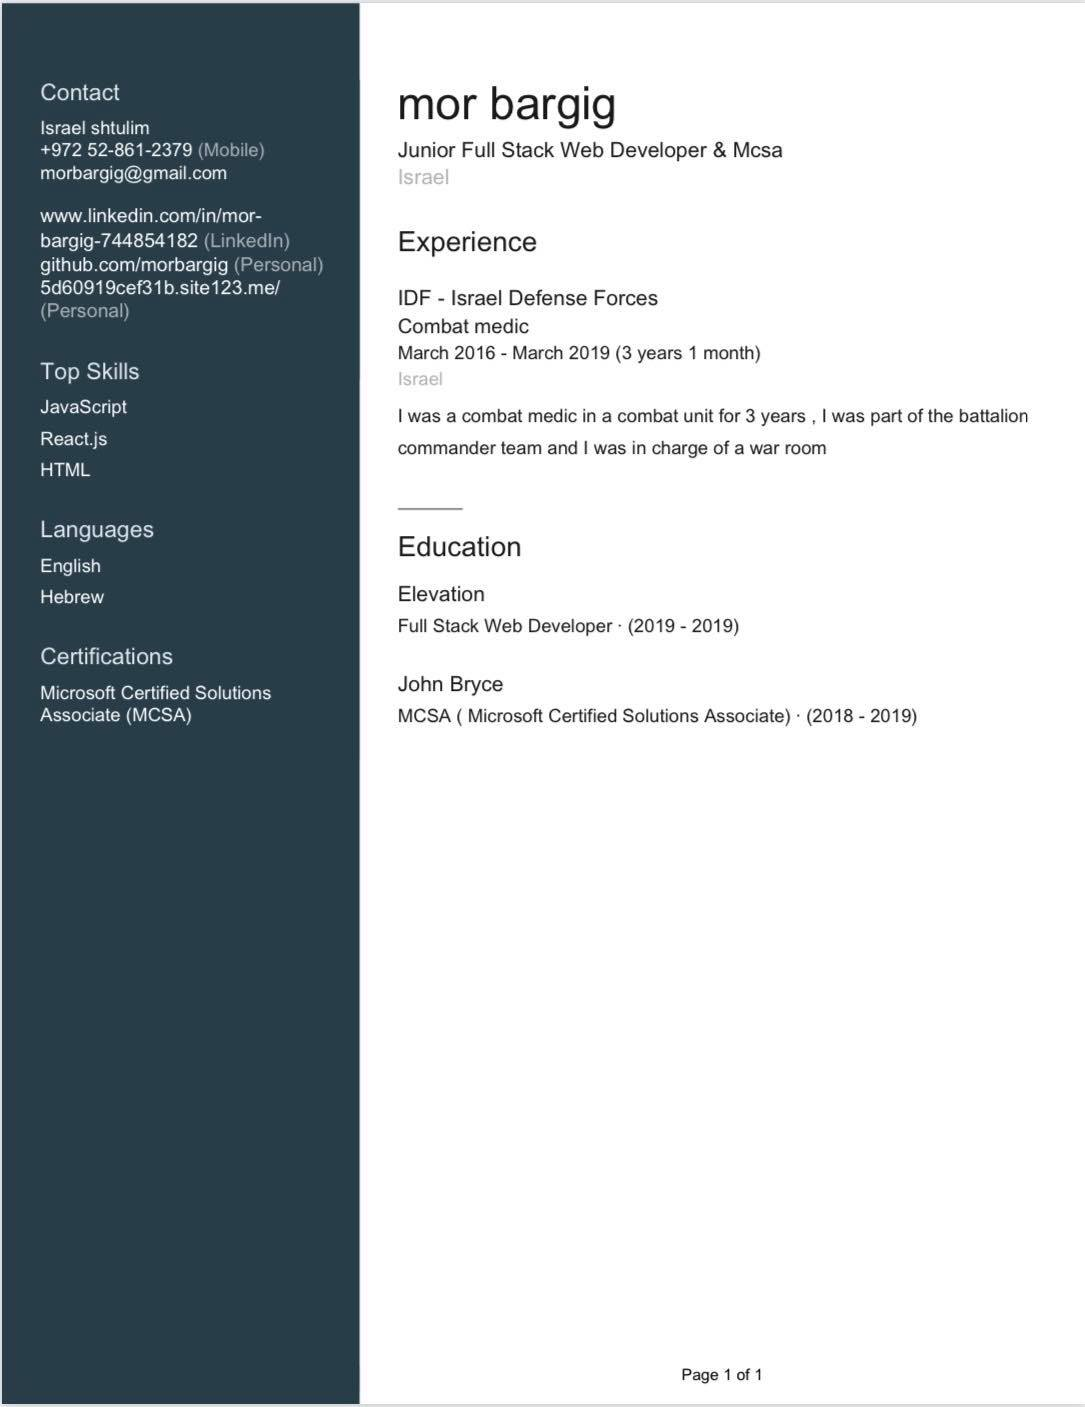 Contact
Israel shtulim
+972 52-861-2379 (Mobile)
morbargig@gmail.com
www.linkedin.com/in/mor-
bargig-744854182 (LinkedIn)
github.com/morbargig (Personal)
5d60919cef31b.site123.me/
(Personal)
Top Skills
JavaScript
React.js
HTML
Languages
English
Hebrew
Certifications
Microsoft Certified Solutions
Associate (MCSA)
mor bargig
Junior Full Stack Web Developer & Mcsa
Israel
Experience
IDF - Israel Defense Forces
Combat medic
March 2016 - March 2019 (3 years 1 month)
Israel
I was a combat medic in a combat unit for 3 years , I was part of the battalion
commander team and I was in charge of a war room
Education
Elevation
Full Stack Web Developer · (2019 - 2019)
John Bryce
MCSA ( Microsoft Certified Solutions Associate) · (2018 - 2019)
Page 1 of 1